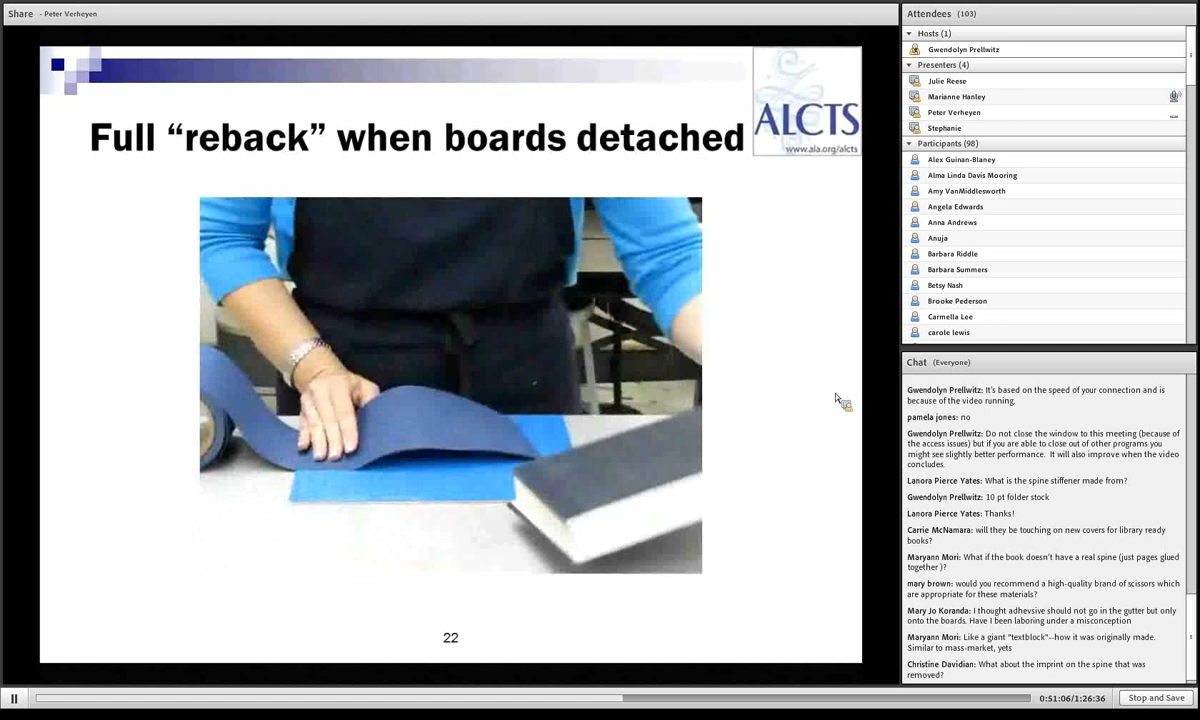 Share - Peter Verheyen
ALCTS
www.ala.org/alcts
Full “reback” when boards detached
22
Attendees (103)
Hosts (1)
Gwendolyn Prellwitz
Presenters (4)
Julie Reese
Marianne Hanley
Peter Verheyen
Stephanie
Participants (98)
Alex Guinan-Blaney
Alma Linda Davis Mooring
Amy VanMiddlesworth
Angela Edwards
Anna Andrews
Anuja
Barbara Riddle
Barbara Summers
Betsy Nash
Brooke Pederson
Carmella Lee
carole lewis
Chat (Everyone)
Gwendolyn Prellwitz: It's based on the speed of your connection and is
because of the video running.
pamela jones: no
Gwendolyn Prellwitz: Do not close the window to this meeting (because of
the access issues) but if you are able to close out of other programs you
might see slightly better performance. It will also improve when the video
concludes.
Lanora Pierce Yates: What is the spine stiffener made from?
Gwendolyn Prellwitz: 10 pt folder stock
Lanora Pierce Yates: Thanks!
Carrie McNamara: will they be touching on new covers for library ready
books?
Maryann Mori: What if the book doesn't have a real spine (just pages glued
together )?
mary brown: would you recommend a high-quality brand of scissors which
are appropriate for these materials?
Mary Jo Koranda: I thought adhevsive should not go in the gutter but only
onto the boards. Have I been laboring under a misconception
Maryann Mori: Like a giant "textblock"--how it was originally made.
Similar to mass-market, yets
Christine Davidian: What about the imprint on the spine that was
removed?
0:51:06/1:26:36
Stop and Save